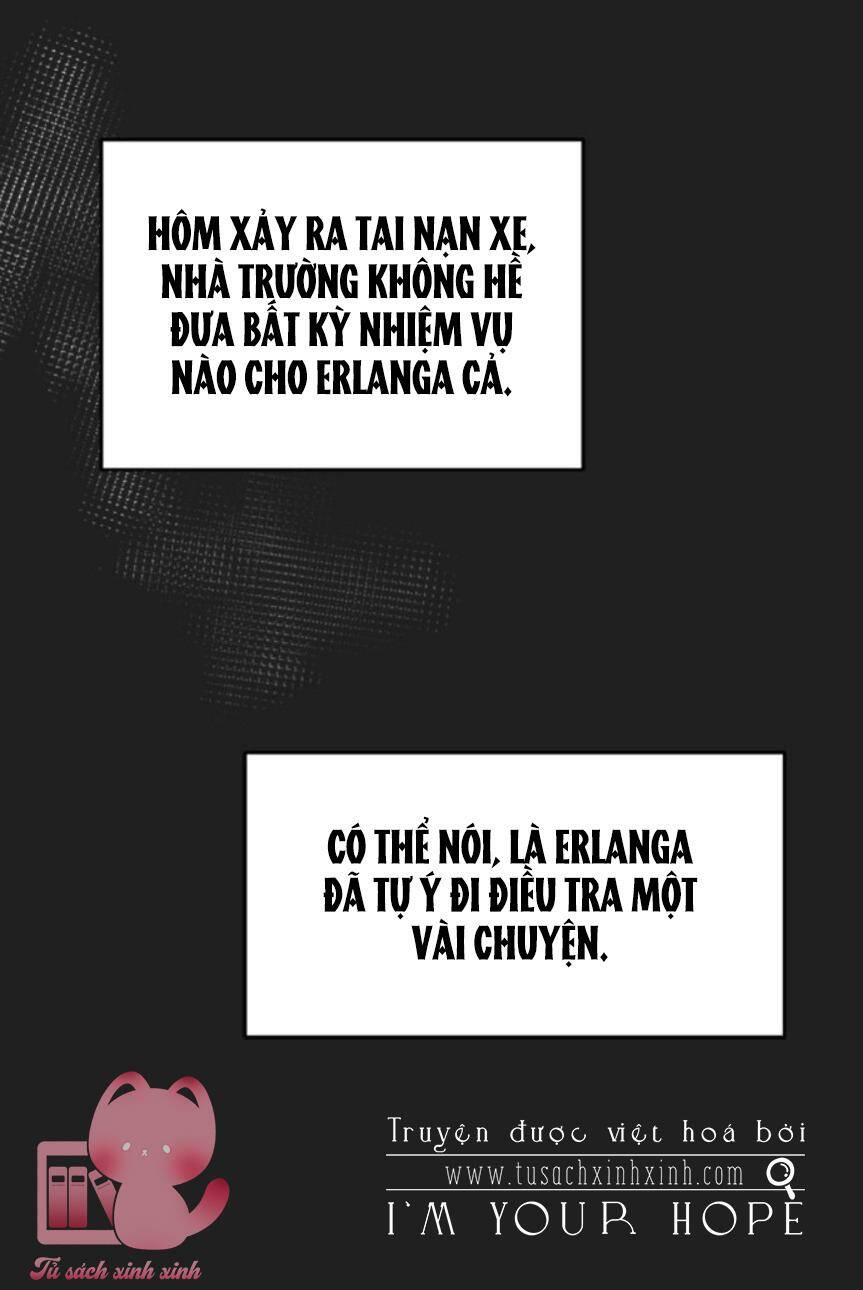 HÔM XẢY RA TAI NẠN XE,
NHÀ TRƯỜNG KHÔNG HỀ
ĐƯA BẤT KỲ NHIỆM VỤ
NÀO CHO ERLANGA CẢ.
CÓ THỂ NÓI, LÀ ERLANGA
ĐÃ TỰ Ý ĐI ĐIỀU TRA MỘT
VÀI CHUYỆN.
Truyện được việt hoá bởi
www.tusachxinhxinh.com
I'M YOUR HOPE
Tủ sách xinh xinh